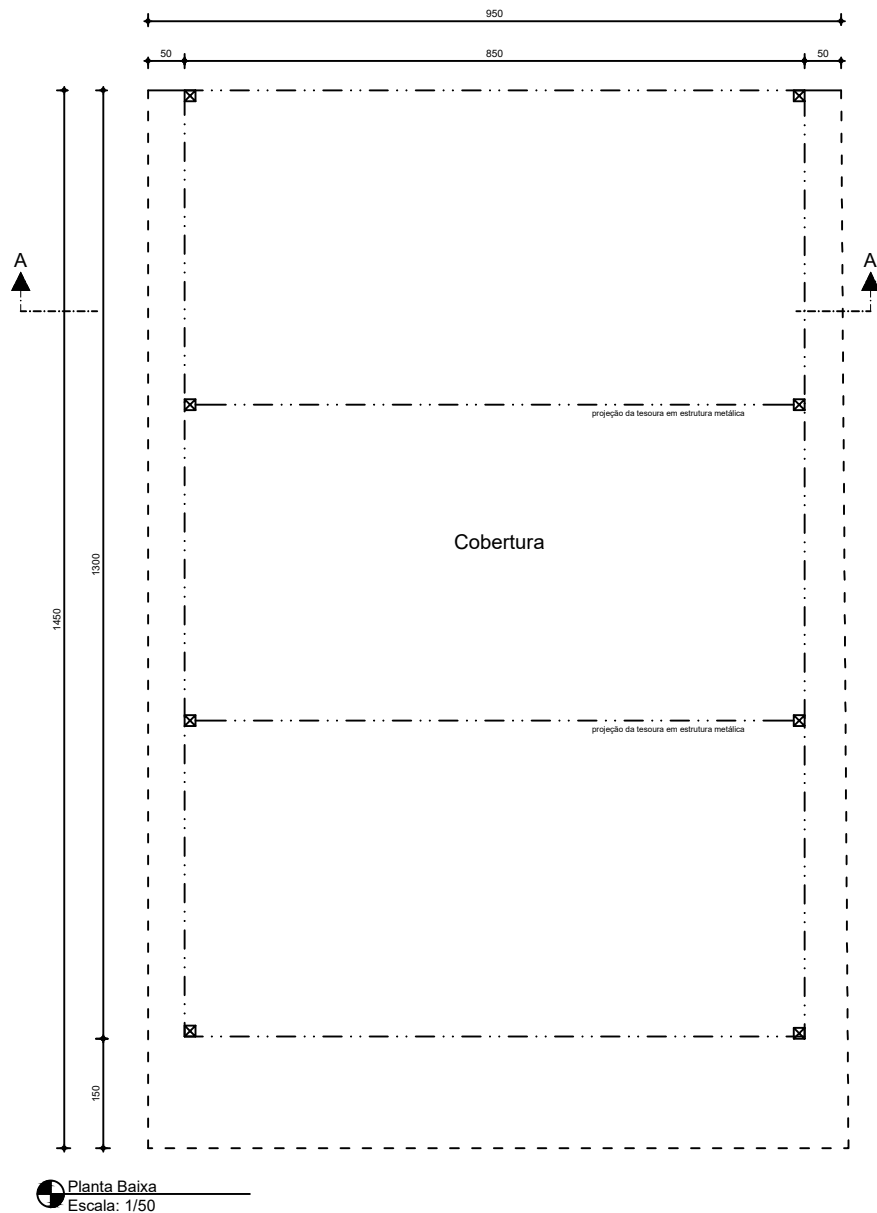 950
50
850
50
A
A
projeção da tesoura em estrutura metálica
Cobertura
1300
1450
projeção da tesoura em estrutura metálica
150
Planta Baixa
Escala: 1/50